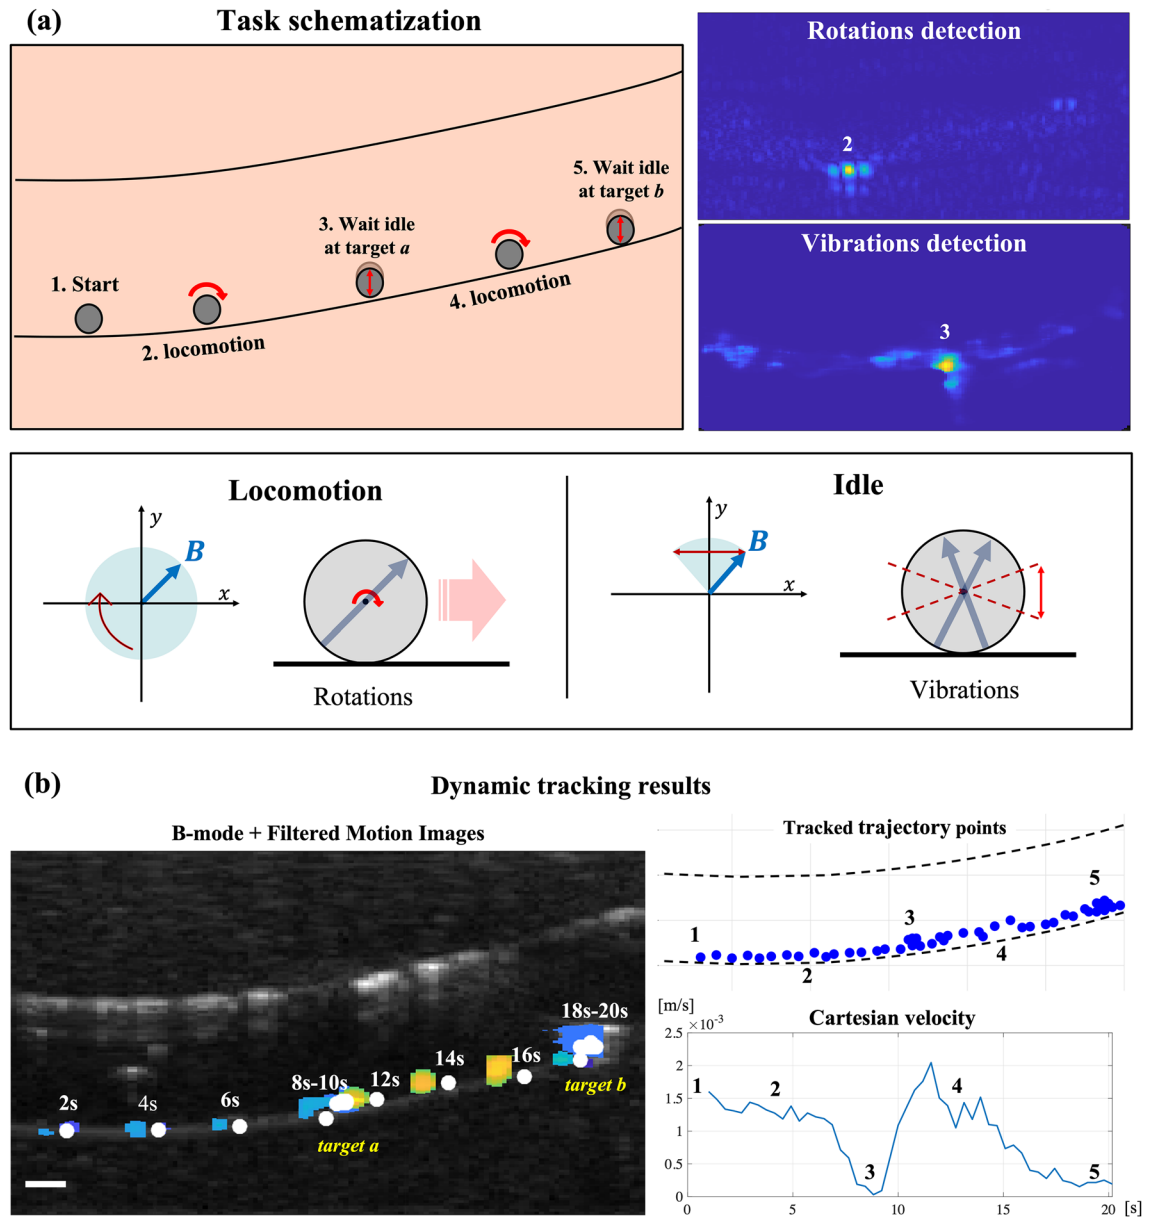 (a)
Task schematization
1. Start
2. locomotion
3. Wait idle
at target a
4. locomotion
5. Wait idle
at target b
Rotations detection
2
Vibrations detection
3
Locomotion
y
B
x
Rotations
Idle
y
B
x
Vibrations
(b)
Dynamic tracking results
B-mode + Filtered Motion Images
2s
4s
6s
8s-10s
12s
14s
16s
18s-20s
target a
target b
Tracked trajectory points
1
2
3
4
5
Cartesian velocity
[m/s]
×10⁻³
2.5
2
1.5
1
0.5
0
1
2
3
4
5
0
5
10
15
20
[s]